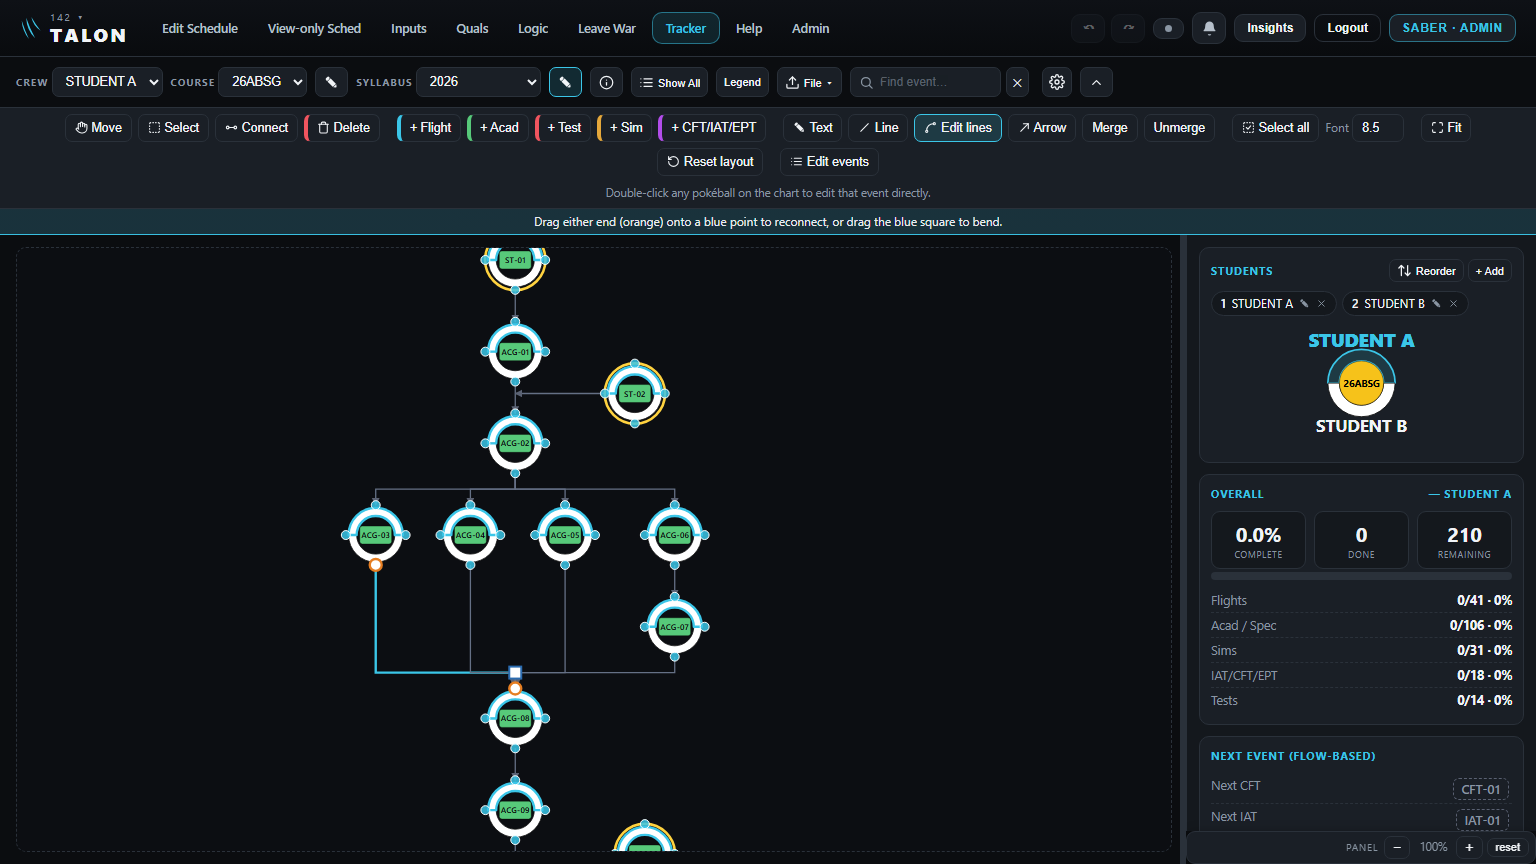 142
TALON
Edit Schedule
View-only Sched
Inputs
Quals
Logic
Leave War
Tracker
Help
Admin
Insights
Logout
SABER · ADMIN
CREW
STUDENT A
COURSE
26ABSG
SYLLABUS
2026
Show All
Legend
File
Find event…
Move
Select
Connect
Delete
+ Flight
+ Acad
+ Test
+ Sim
+ CFT/IAT/EPT
Text
Line
Edit lines
Arrow
Merge
Unmerge
Select all
Font
8.5
Fit
Reset layout
Edit events
Double-click any pokéball on the chart to edit that event directly.
Drag either end (orange) onto a blue point to reconnect, or drag the blue square to bend.
ST-01
ACG-01
ST-02
ACG-02
ACG-03
ACG-04
ACG-05
ACG-06
ACG-07
ACG-08
ACG-09
STUDENTS
Reorder
+ Add
1 STUDENT A
2 STUDENT B
STUDENT A
26ABSG
STUDENT B
OVERALL
— STUDENT A
0.0%
COMPLETE
0
DONE
210
REMAINING
Flights
0/41 · 0%
Acad / Spec
0/106 · 0%
Sims
0/31 · 0%
IAT/CFT/EPT
0/18 · 0%
Tests
0/14 · 0%
NEXT EVENT (FLOW-BASED)
Next CFT
CFT-01
Next IAT
IAT-01
PANEL
−
100%
+
reset